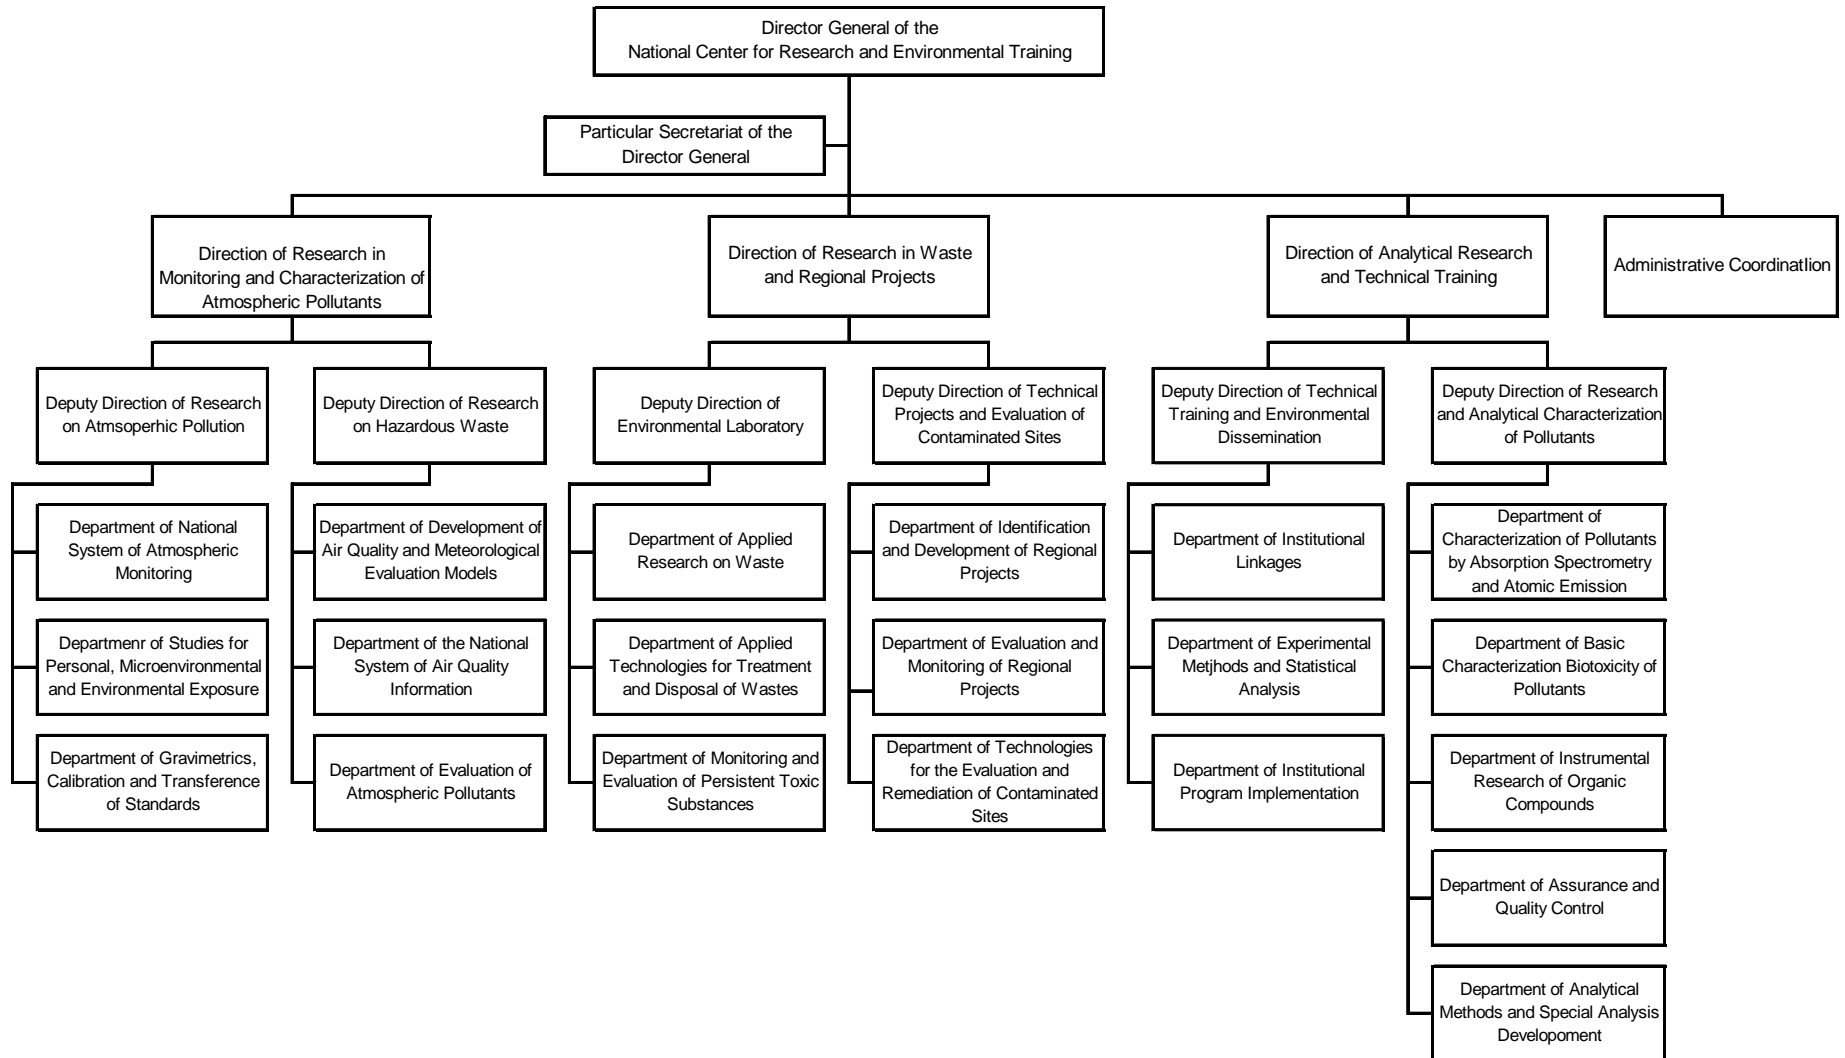 Director General of the
National Center for Research and Environmental Training
Particular Secretariat of the
Director General
Direction of Research in
Monitoring and Characterization of
Atmospheric Pollutants
Direction of Research in Waste
and Regional Projects
Direction of Analytical Research
and Technical Training
Administrative Coordinatlion
Deputy Direction of Research
on Atmsoperhic Pollution
Deputy Direction of Research
on Hazardous Waste
Deputy Direction of
Environmental Laboratory
Deputy Direction of Technical
Projects and Evaluation of
Contaminated Sites
Deputy Direction of Technical
Training and Environmental
Dissemination
Deputy Direction of Research
and Analytical Characterization
of Pollutants
Department of National
System of Atmospheric
Monitoring
Department of Development of
Air Quality and Meteorological
Evaluation Models
Department of Applied
Research on Waste
Department of Identification
and Development of Regional
Projects
Department of Institutional
Linkages
Department of
Characterization of Pollutants
by Absorption Spectrometry
and Atomic Emission
Departmenr of Studies for
Personal, Microenvironmental
and Environmental Exposure
Department of the National
System of Air Quality
Information
Department of Applied
Technologies for Treatment
and Disposal of Wastes
Department of Evaluation and
Monitoring of Regional
Projects
Department of Experimental
Metjhods and Statistical
Analysis
Department of Basic
Characterization Biotoxicity of
Pollutants
Department of Gravimetrics,
Calibration and Transference
of Standards
Department of Evaluation of
Atmospheric Pollutants
Department of Monitoring and
Evaluation of Persistent Toxic
Substances
Department of Technologies
for the Evaluation and
Remediation of Contaminated
Sites
Department of Institutional
Program Implementation
Department of Instrumental
Research of Organic
Compounds
Department of Assurance and
Quality Control
Department of Analytical
Methods and Special Analysis
Developoment